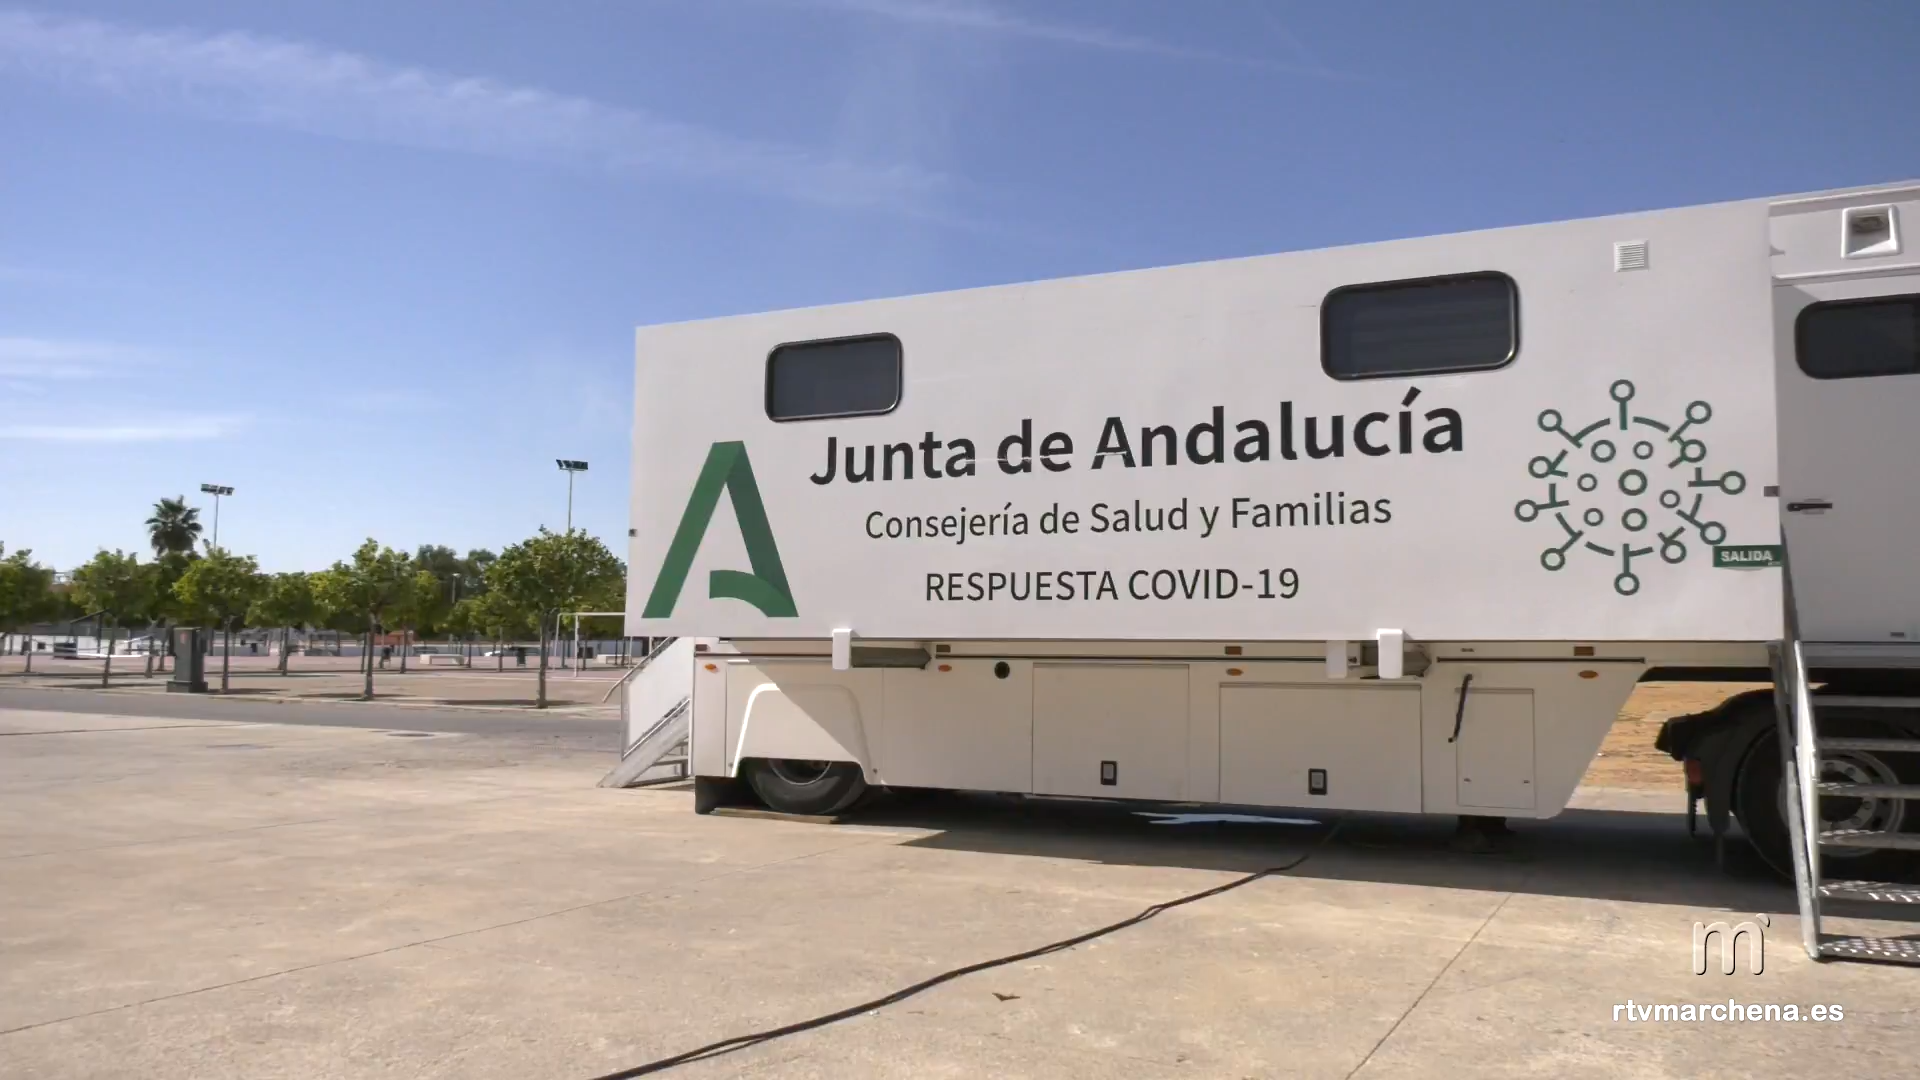 Junta de Andalucía
Consejería de Salud y Familias
RESPUESTA COVID-19
SALIDA
m
rtvmarchena.es